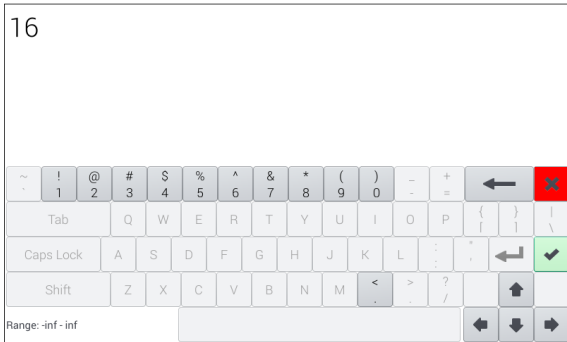 16
~ ! @ # $ % ^ & * ( ) _ +
` 1 2 3 4 5 6 7 8 9 0 - =
Tab Q W E R T Y U I O P { } |
[ ] \
Caps Lock A S D F G H J K L : "
; '
Shift Z X C V B N M < > ?
, . /
Range: -inf - inf